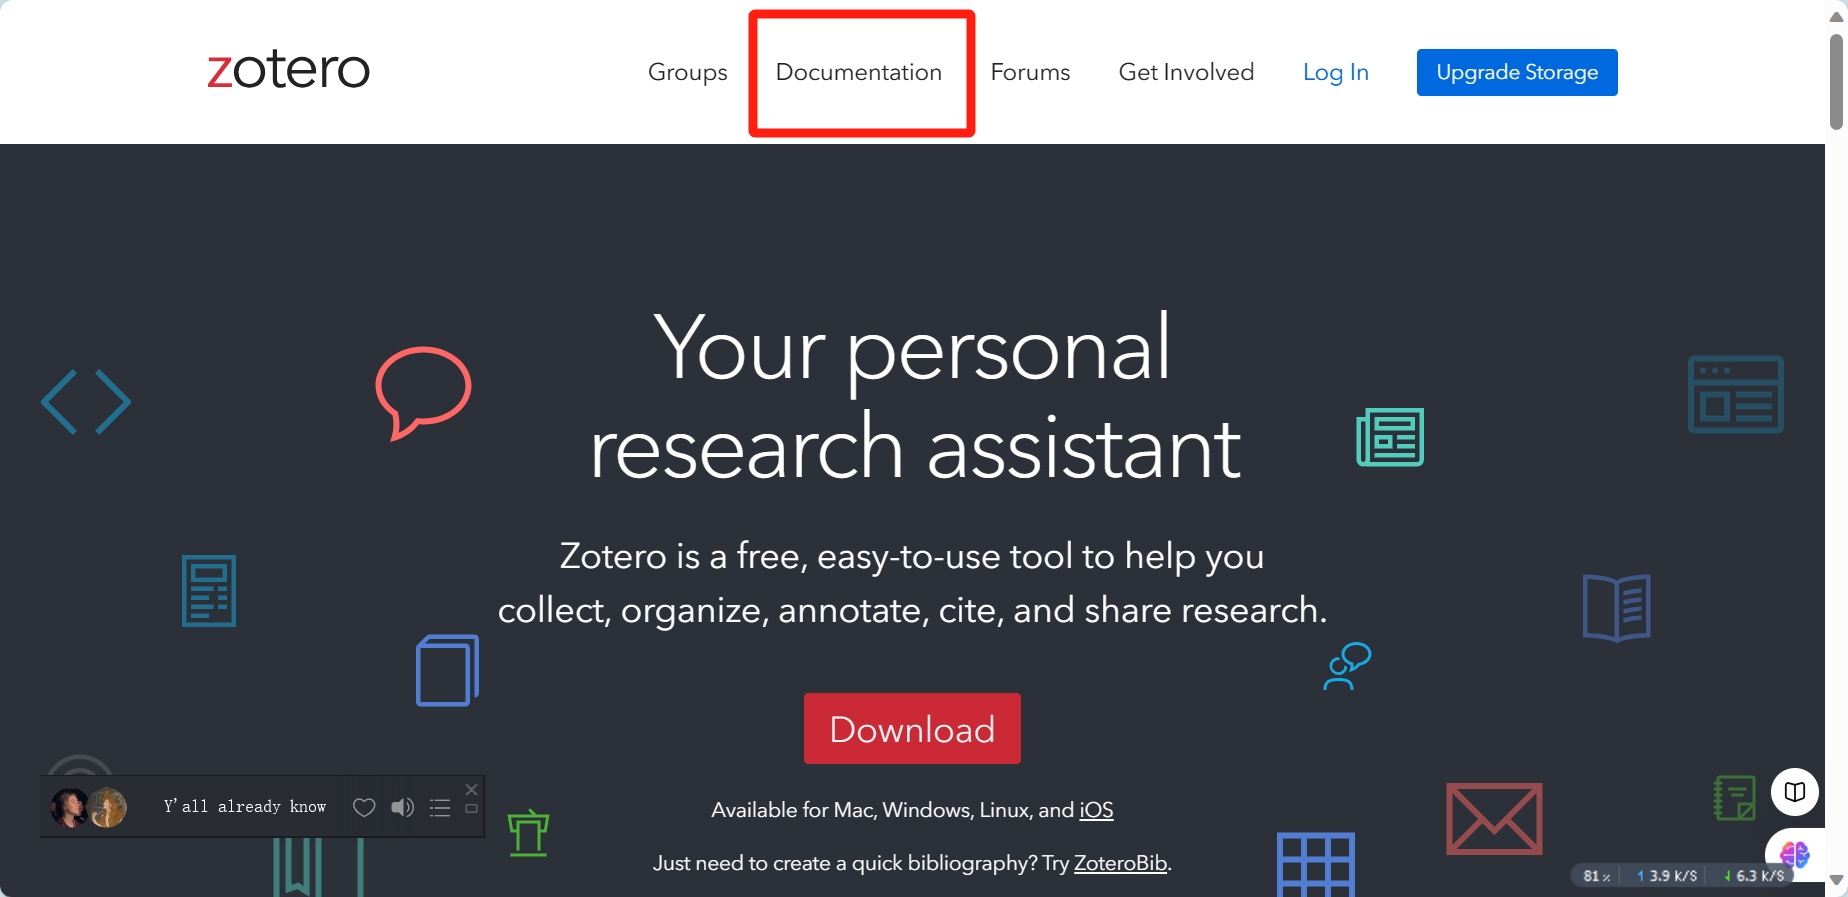 zotero
Groups Documentation Forums Get Involved Log In Upgrade Storage
Your personal
research assistant
Zotero is a free, easy-to-use tool to help you
collect, organize, annotate, cite, and share research.
Download
Y'all already know
Available for Mac, Windows, Linux, and iOS
Just need to create a quick bibliography? Try ZoteroBib.
81% ↑ 3.9 K/S ↓ 6.3 K/S